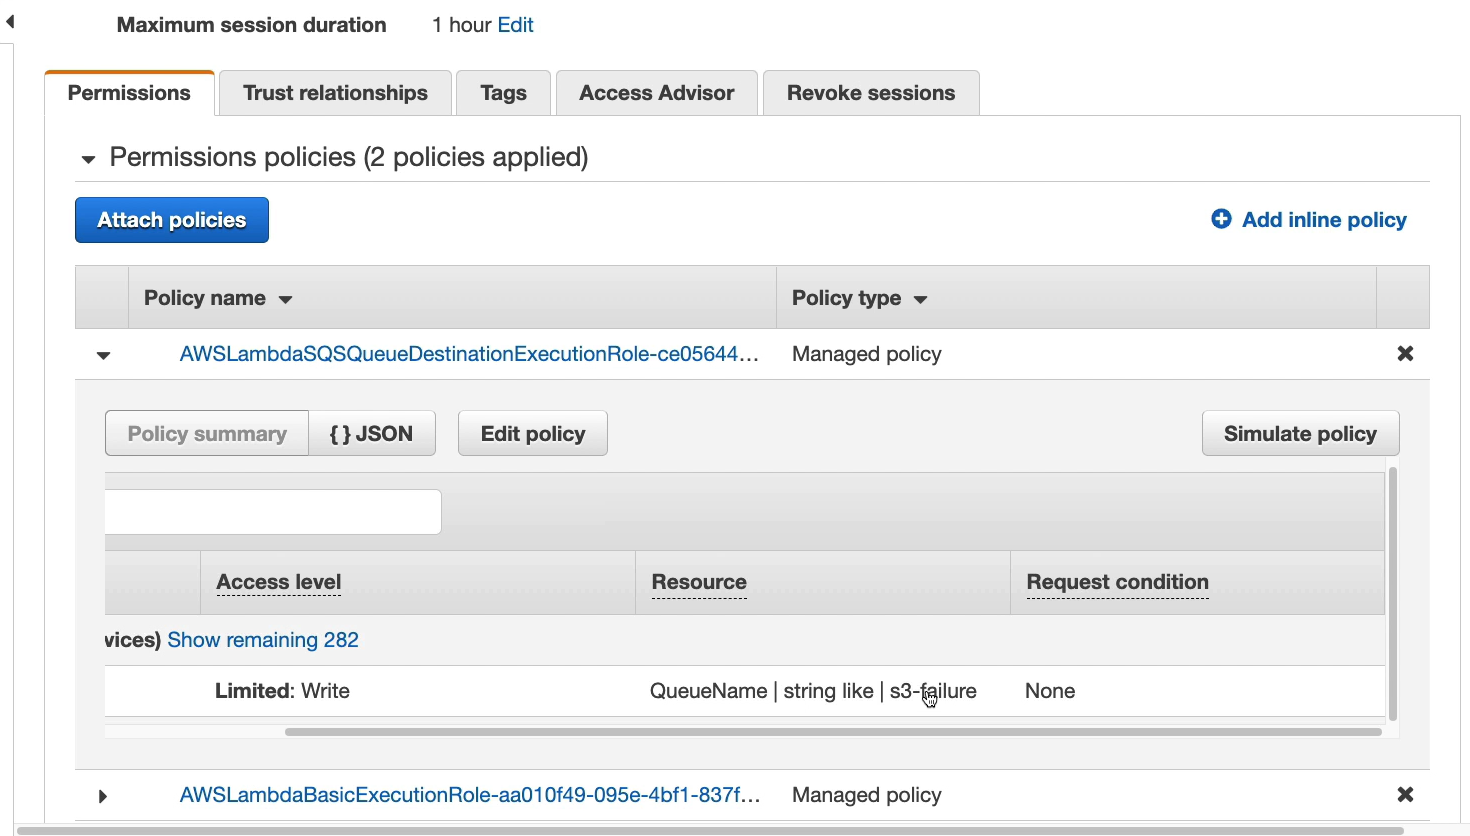 Maximum session duration 1 hour Edit
Permissions Trust relationships Tags Access Advisor Revoke sessions
Permissions policies (2 policies applied)
Attach policies Add inline policy
Policy name Policy type
AWSLambdaSQSQueueDestinationExecutionRole-ce05644... Managed policy
Policy summary { } JSON Edit policy Simulate policy
Access level Resource Request condition
vices) Show remaining 282
Limited: Write QueueName | string like | s3-failure None
AWSLambdaBasicExecutionRole-aa010f49-095e-4bf1-837f... Managed policy